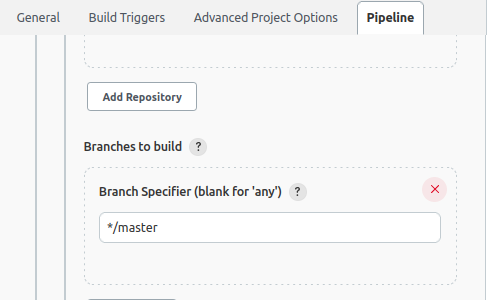 General Build Triggers Advanced Project Options Pipeline
Add Repository
Branches to build ?
Branch Specifier (blank for 'any') ?
*/master